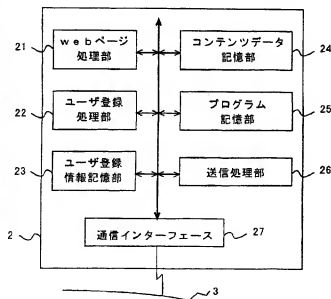 21
webページ
処理部
コンテンツデータ
記憶部
24
22
ユーザ登録
処理部
プログラム
記憶部
25
23
ユーザ登録
情報記憶部
送信処理部
26
2
通信インターフェース
27
3